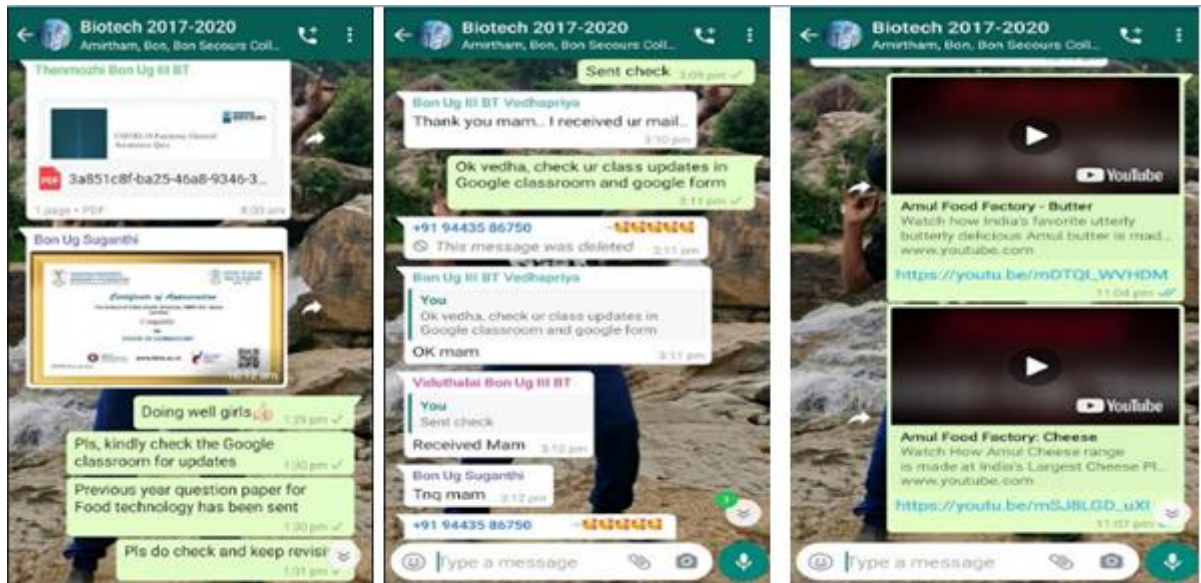 Biotech 2017-2020
Amirtham, Bon, Bon Secours Coll...
Thenmozhi Bon Ug III BT
COVID-19 Pandemic General
Awareness Quiz
PDF
3a851c8f-ba25-46a8-9346-3...
1 page • PDF
8:00 am
Bon Ug Suganthi
Certificate of Appreciation
Doing well girls
1:29 pm
Pls, kindly check the Google
classroom for updates
1:30 pm
Previous year question paper for
Food technology has been sent
1:30 pm
Pls do check and keep revisi
1:31 pm
Biotech 2017-2020
Amirtham, Bon, Bon Secours Coll...
Sent check
3:09 pm
Bon Ug III BT Vedhapriya
Thank you mam.. I received ur mail..
3:10 pm
Ok vedha, check ur class updates in
Google classroom and google form
3:11 pm
+91 94435 86750
This message was deleted
3:11 pm
Bon Ug III BT Vedhapriya
You
Ok vedha, check ur class updates in
Google classroom and google form
OK mam
3:11 pm
Viduthalai Bon Ug III BT
You
Sent check
Received Mam
3:12 pm
Bon Ug Suganthi
Tnq mam
3:12 pm
+91 94435 86750
1
Type a message
Biotech 2017-2020
Amirtham, Bon, Bon Secours Coll...
YouTube
Amul Food Factory - Butter
Watch how India's favorite utterly
butterly delicious Amul butter is mad...
www.youtube.com
https://youtu.be/mDTQI_WVHDM
11:04 pm
YouTube
Amul Food Factory: Cheese
Watch How Amul Cheese range
is made at India's Largest Cheese Pl...
www.youtube.com
https://youtu.be/mSJBLGD_uXI
11:07 pm
Type a message